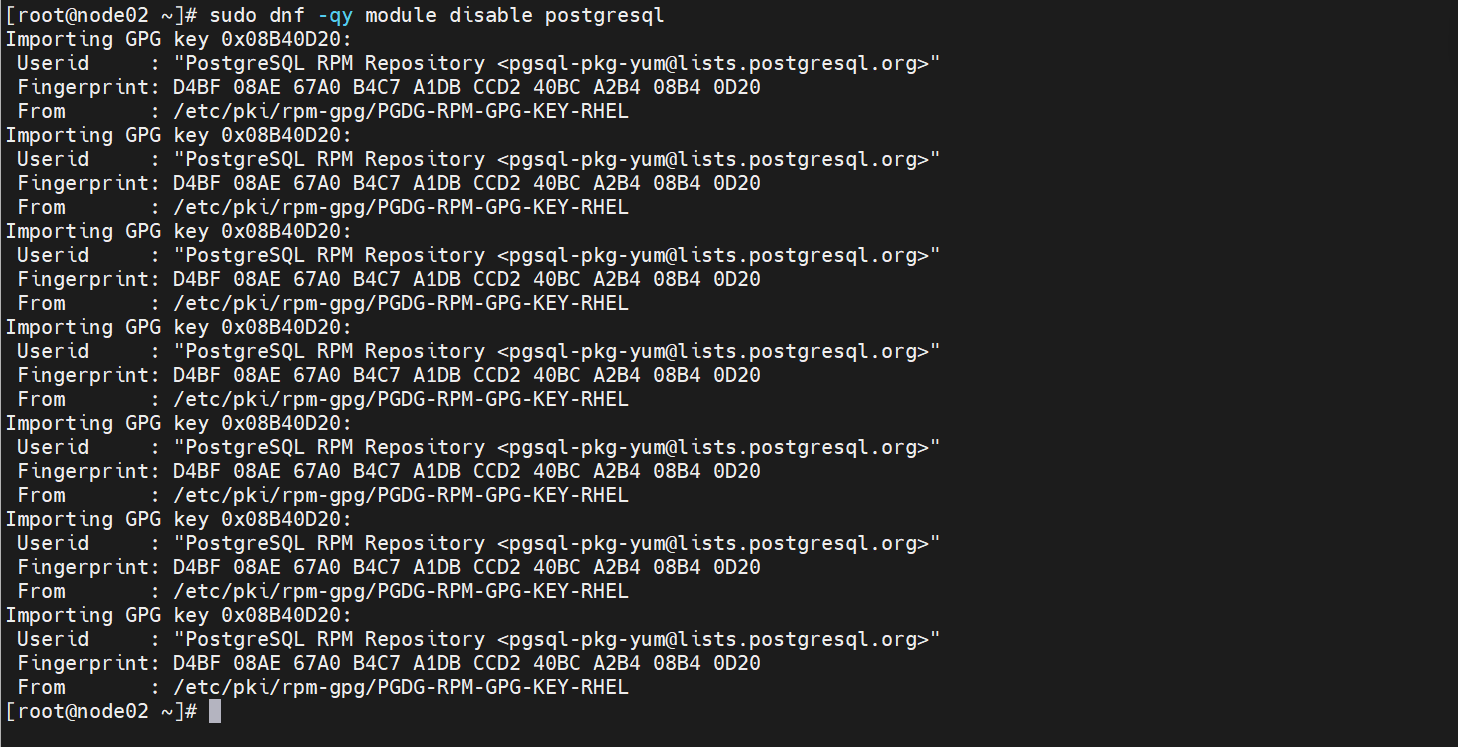 [root@node02 ~]# sudo dnf -qy module disable postgresql
Importing GPG key 0x08B40D20:
 Userid     : "PostgreSQL RPM Repository <pgsql-pkg-yum@lists.postgresql.org>"
 Fingerprint: D4BF 08AE 67A0 B4C7 A1DB CCD2 40BC A2B4 08B4 0D20
 From       : /etc/pki/rpm-gpg/PGDG-RPM-GPG-KEY-RHEL
Importing GPG key 0x08B40D20:
 Userid     : "PostgreSQL RPM Repository <pgsql-pkg-yum@lists.postgresql.org>"
 Fingerprint: D4BF 08AE 67A0 B4C7 A1DB CCD2 40BC A2B4 08B4 0D20
 From       : /etc/pki/rpm-gpg/PGDG-RPM-GPG-KEY-RHEL
Importing GPG key 0x08B40D20:
 Userid     : "PostgreSQL RPM Repository <pgsql-pkg-yum@lists.postgresql.org>"
 Fingerprint: D4BF 08AE 67A0 B4C7 A1DB CCD2 40BC A2B4 08B4 0D20
 From       : /etc/pki/rpm-gpg/PGDG-RPM-GPG-KEY-RHEL
Importing GPG key 0x08B40D20:
 Userid     : "PostgreSQL RPM Repository <pgsql-pkg-yum@lists.postgresql.org>"
 Fingerprint: D4BF 08AE 67A0 B4C7 A1DB CCD2 40BC A2B4 08B4 0D20
 From       : /etc/pki/rpm-gpg/PGDG-RPM-GPG-KEY-RHEL
Importing GPG key 0x08B40D20:
 Userid     : "PostgreSQL RPM Repository <pgsql-pkg-yum@lists.postgresql.org>"
 Fingerprint: D4BF 08AE 67A0 B4C7 A1DB CCD2 40BC A2B4 08B4 0D20
 From       : /etc/pki/rpm-gpg/PGDG-RPM-GPG-KEY-RHEL
Importing GPG key 0x08B40D20:
 Userid     : "PostgreSQL RPM Repository <pgsql-pkg-yum@lists.postgresql.org>"
 Fingerprint: D4BF 08AE 67A0 B4C7 A1DB CCD2 40BC A2B4 08B4 0D20
 From       : /etc/pki/rpm-gpg/PGDG-RPM-GPG-KEY-RHEL
Importing GPG key 0x08B40D20:
 Userid     : "PostgreSQL RPM Repository <pgsql-pkg-yum@lists.postgresql.org>"
 Fingerprint: D4BF 08AE 67A0 B4C7 A1DB CCD2 40BC A2B4 08B4 0D20
 From       : /etc/pki/rpm-gpg/PGDG-RPM-GPG-KEY-RHEL
[root@node02 ~]#